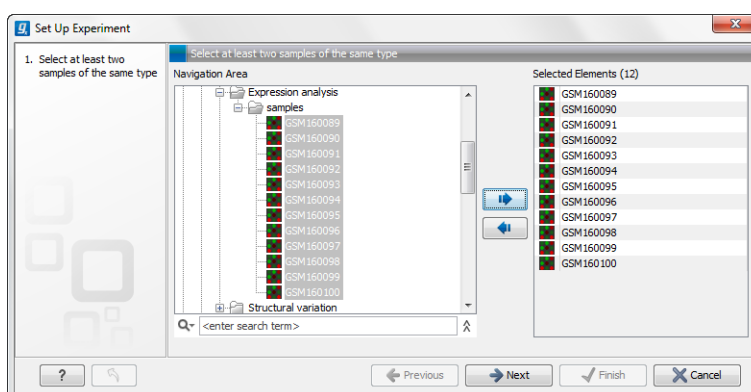 Set Up Experiment
1. Select at least two
samples of the same type
Select at least two samples of the same type
Navigation Area
Expression analysis
samples
GSM160089
GSM160090
GSM160091
GSM160092
GSM160093
GSM160094
GSM160095
GSM160096
GSM160097
GSM160098
GSM160099
GSM160100
Structural variation
<enter search term>
Selected Elements (12)
GSM160089
GSM160090
GSM160091
GSM160092
GSM160093
GSM160094
GSM160095
GSM160096
GSM160097
GSM160098
GSM160099
GSM160100
?
Previous
Next
Finish
Cancel